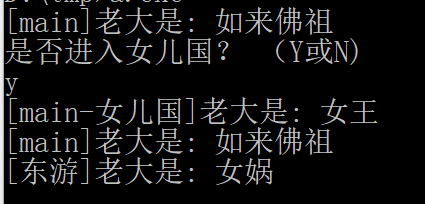 [main]老大是: 如来佛祖
是否进入女儿国？ （Y或N）
y
[main-女儿国]老大是: 女王
[main]老大是: 如来佛祖
[东游]老大是: 女娲